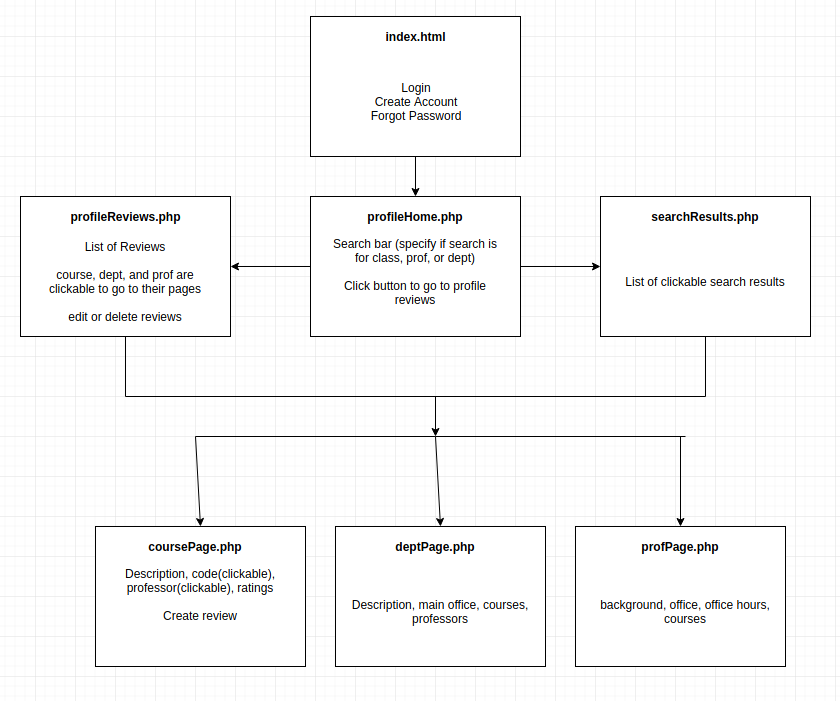 index.html
Login
Create Account
Forgot Password
profileReviews.php
List of Reviews
course, dept, and prof are
clickable to go to their pages
edit or delete reviews
profileHome.php
Search bar (specify if search is
for class, prof, or dept)
Click button to go to profile
reviews
searchResults.php
List of clickable search results
coursePage.php
Description, code(clickable),
professor(clickable), ratings
Create review
deptPage.php
Description, main office, courses,
professors
profPage.php
background, office, office hours,
courses